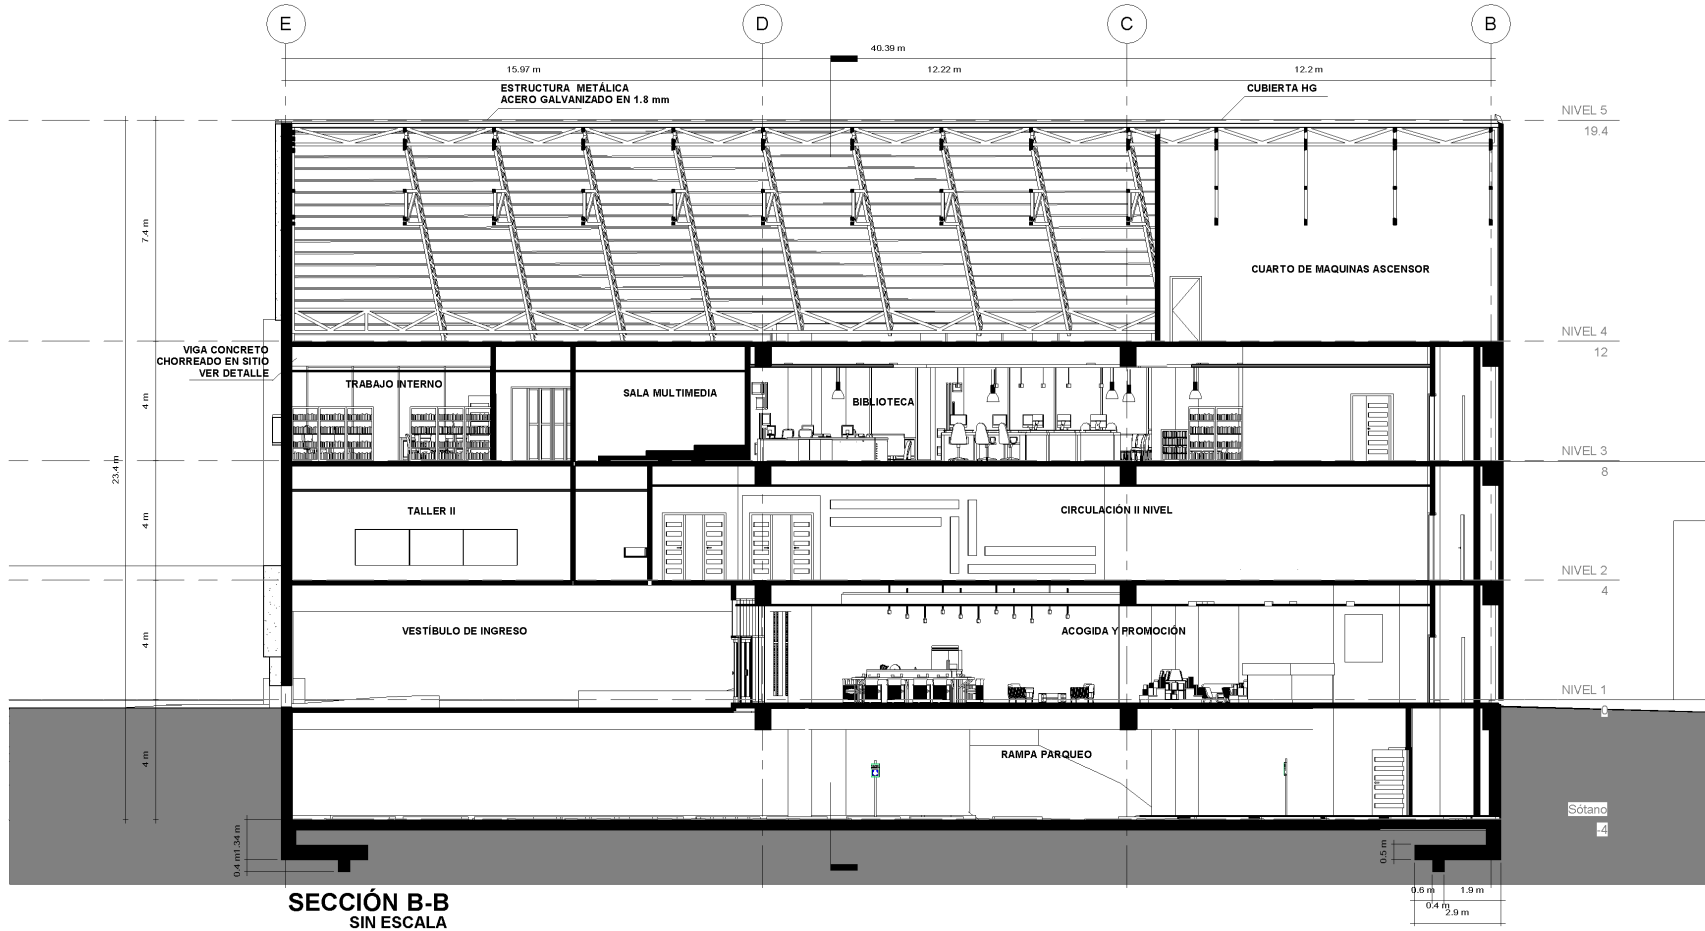 E
D
C
B
40.39 m
15.97 m
12.22 m
12.2 m
ESTRUCTURA METÁLICA
ACERO GALVANIZADO EN 1.8 mm
CUBIERTA HG
NIVEL 5
19.4
7.4 m
CUARTO DE MAQUINAS ASCENSOR
NIVEL 4
12
VIGA CONCRETO
CHORREADO EN SITIO
VER DETALLE
TRABAJO INTERNO
SALA MULTIMEDIA
BIBLIOTECA
4 m
NIVEL 3
8
23.4 m
TALLER II
CIRCULACIÓN II NIVEL
4 m
NIVEL 2
4
VESTÍBULO DE INGRESO
ACOGIDA Y PROMOCIÓN
4 m
NIVEL 1
0
RAMPA PARQUEO
4 m
Sótano
-4
1.34 m
0.4 m
0.5 m
0.6 m
1.9 m
0.4 m
2.9 m
SECCIÓN B-B
SIN ESCALA